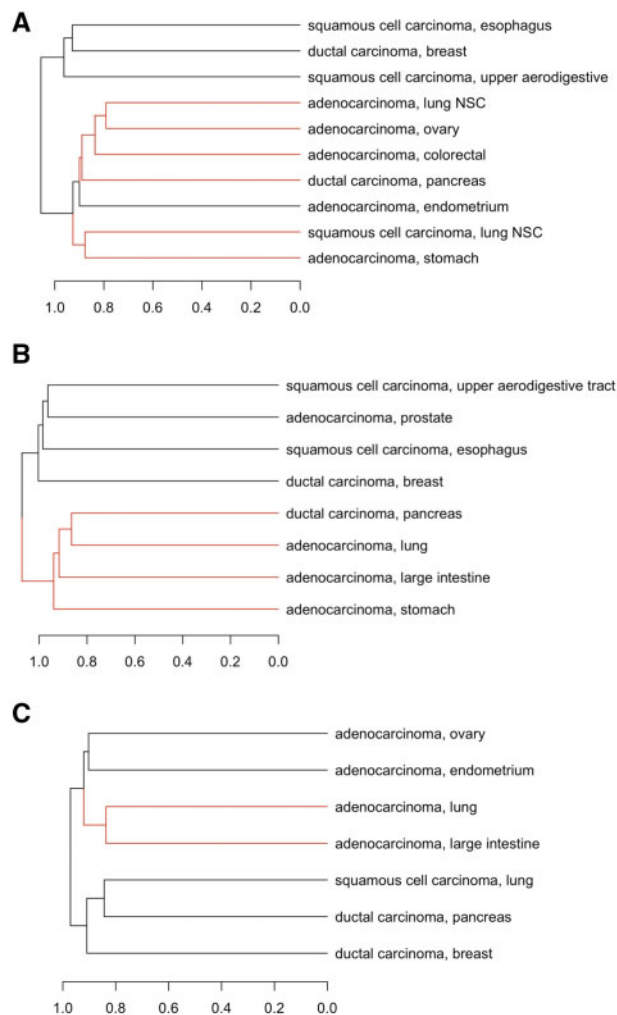 A
squamous cell carcinoma, esophagus
ductal carcinoma, breast
squamous cell carcinoma, upper aerodigestive
adenocarcinoma, lung NSC
adenocarcinoma, ovary
adenocarcinoma, colorectal
ductal carcinoma, pancreas
adenocarcinoma, endometrium
squamous cell carcinoma, lung NSC
adenocarcinoma, stomach
1.0 0.8 0.6 0.4 0.2 0.0
B
squamous cell carcinoma, upper aerodigestive tract
adenocarcinoma, prostate
squamous cell carcinoma, esophagus
ductal carcinoma, breast
ductal carcinoma, pancreas
adenocarcinoma, lung
adenocarcinoma, large intestine
adenocarcinoma, stomach
1.0 0.8 0.6 0.4 0.2 0.0
C
adenocarcinoma, ovary
adenocarcinoma, endometrium
adenocarcinoma, lung
adenocarcinoma, large intestine
squamous cell carcinoma, lung
ductal carcinoma, pancreas
ductal carcinoma, breast
1.0 0.8 0.6 0.4 0.2 0.0